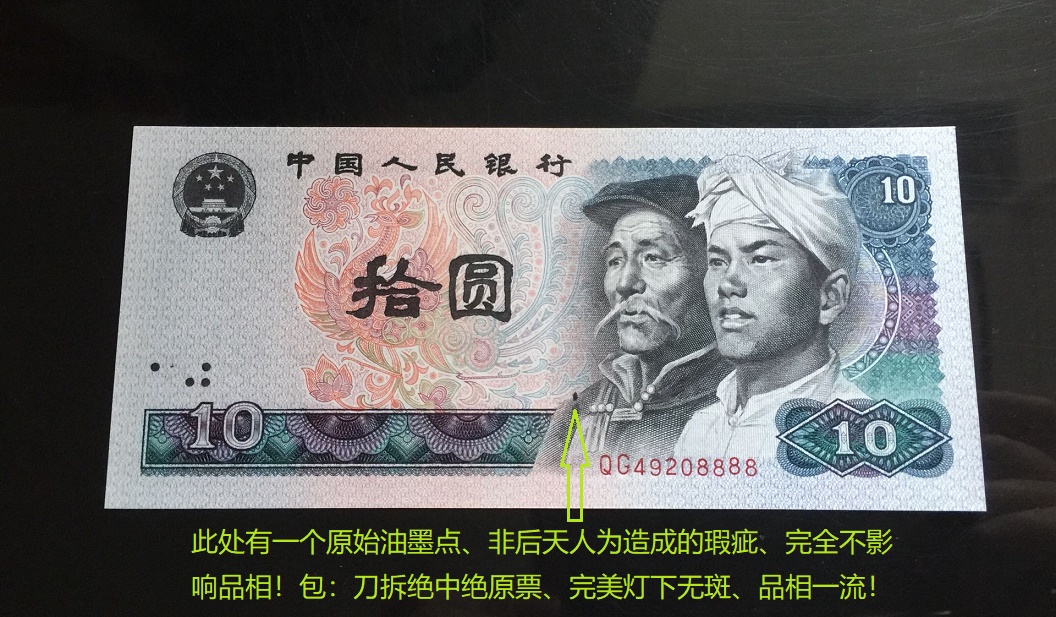 中国人民银行
10
拾圆
10
10
QG49208888
此处有一个原始油墨点、非后天人为造成的瑕疵、完全不影
响品相！包：刀拆绝中绝原票、完美灯下无斑、品相一流！